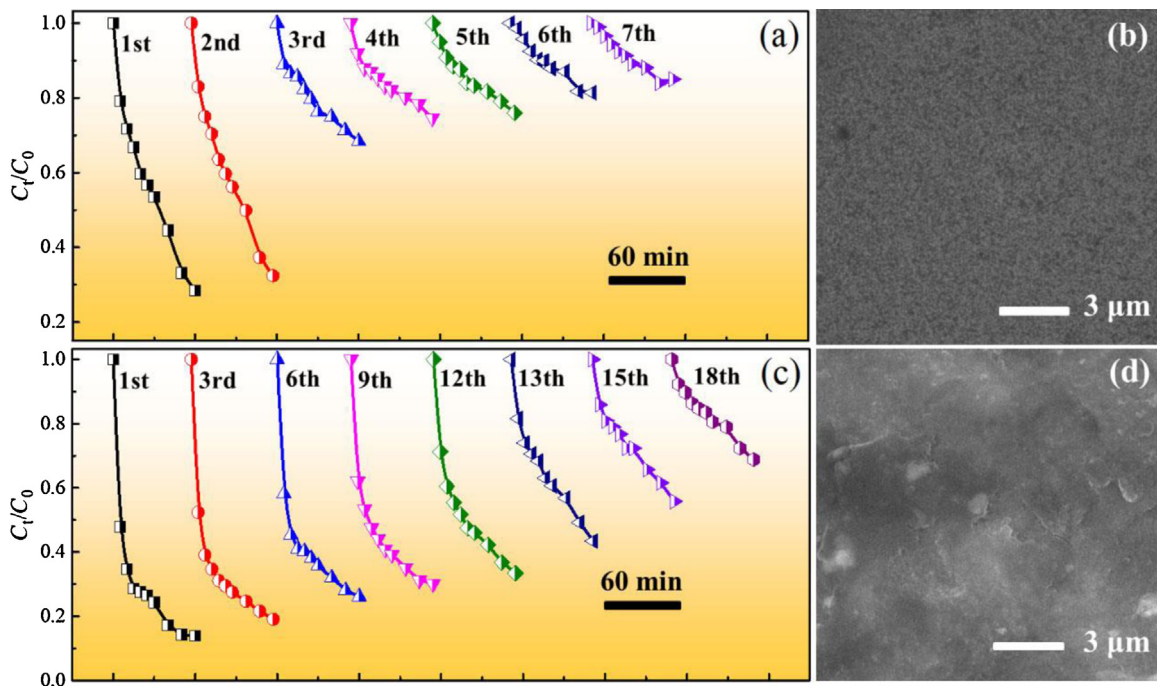 1.0
0.8
0.6
0.4
0.2
Ct/C0
1st
2nd
3rd
4th
5th
6th
7th
(a)
60 min
(b)
3 μm
1.0
0.8
0.6
0.4
0.2
0.0
Ct/C0
1st
3rd
6th
9th
12th
13th
15th
18th
(c)
60 min
(d)
3 μm